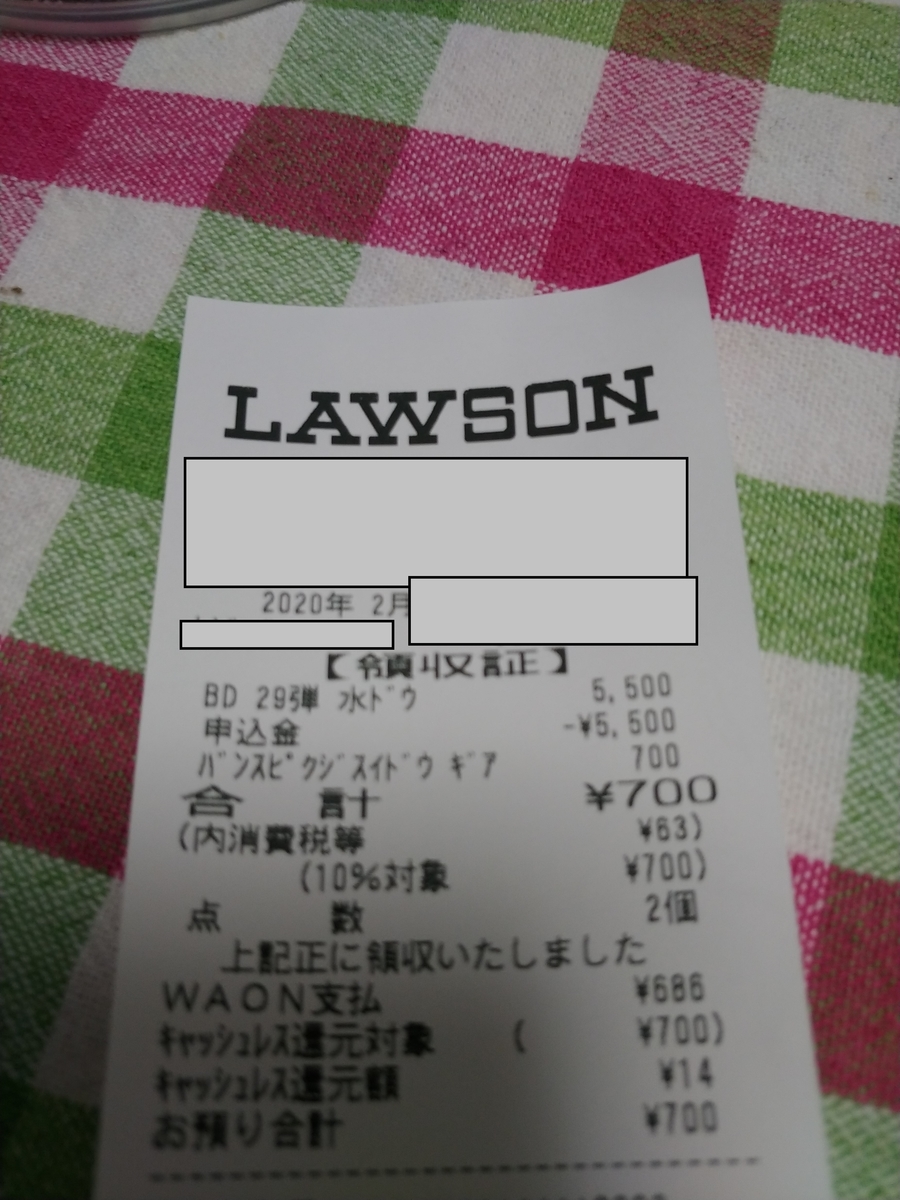 LAWSON
2020年 2月
【領収証】
BD 29弾 水ﾄﾞｳ 5,500
申込金 -¥5,500
ﾊﾞﾝｽﾋﾟｸｼﾞｽｲﾄﾞｳ ｷﾞｱ 700
合 計 ¥700
(内消費税等 ¥63)
(10%対象 ¥700)
点 数 2個
上記正に領収いたしました
WAON支払 ¥686
ｷｬｯｼｭﾚｽ還元対象 ( ¥700)
ｷｬｯｼｭﾚｽ還元額 ¥14
お預り合計 ¥700